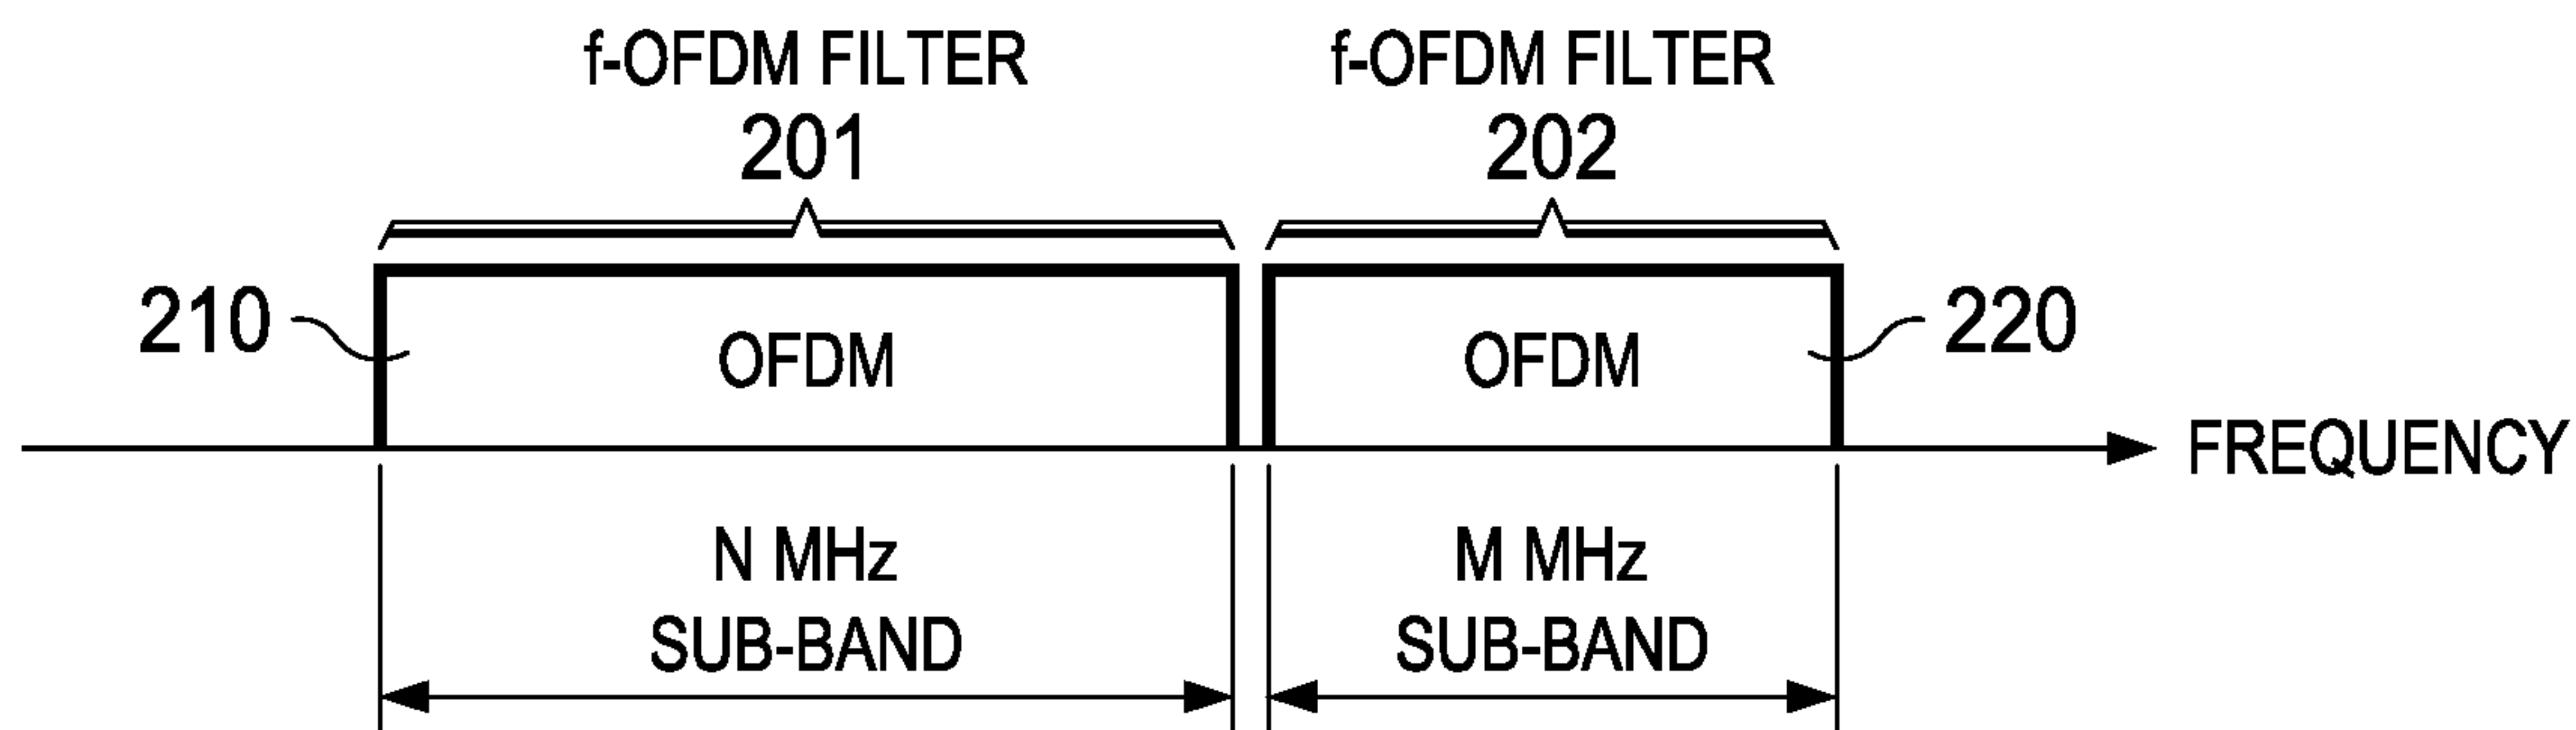 f-OFDM FILTER
201
f-OFDM FILTER
202
210
OFDM
OFDM
220
FREQUENCY
N MHz
SUB-BAND
M MHz
SUB-BAND